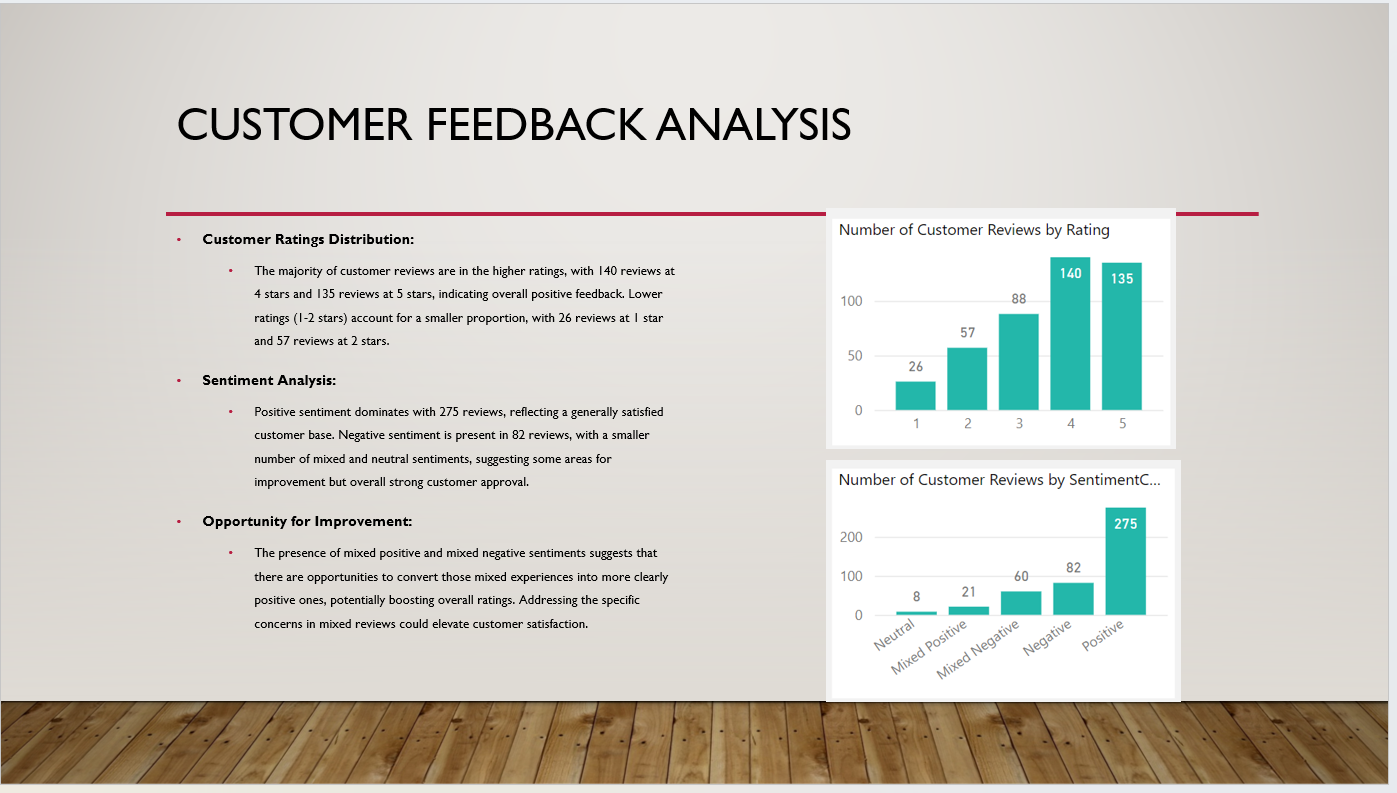 CUSTOMER FEEDBACK ANALYSIS
• Customer Ratings Distribution:
• The majority of customer reviews are in the higher ratings, with 140 reviews at
4 stars and 135 reviews at 5 stars, indicating overall positive feedback. Lower
ratings (1-2 stars) account for a smaller proportion, with 26 reviews at 1 star
and 57 reviews at 2 stars.
• Sentiment Analysis:
• Positive sentiment dominates with 275 reviews, reflecting a generally satisfied
customer base. Negative sentiment is present in 82 reviews, with a smaller
number of mixed and neutral sentiments, suggesting some areas for
improvement but overall strong customer approval.
• Opportunity for Improvement:
• The presence of mixed positive and mixed negative sentiments suggests that
there are opportunities to convert those mixed experiences into more clearly
positive ones, potentially boosting overall ratings. Addressing the specific
concerns in mixed reviews could elevate customer satisfaction.
Number of Customer Reviews by Rating
100
50
0
26
57
88
140
135
1 2 3 4 5
Number of Customer Reviews by SentimentC...
200
100
0
8
21
60
82
275
Neutral
Mixed Positive
Mixed Negative
Negative
Positive